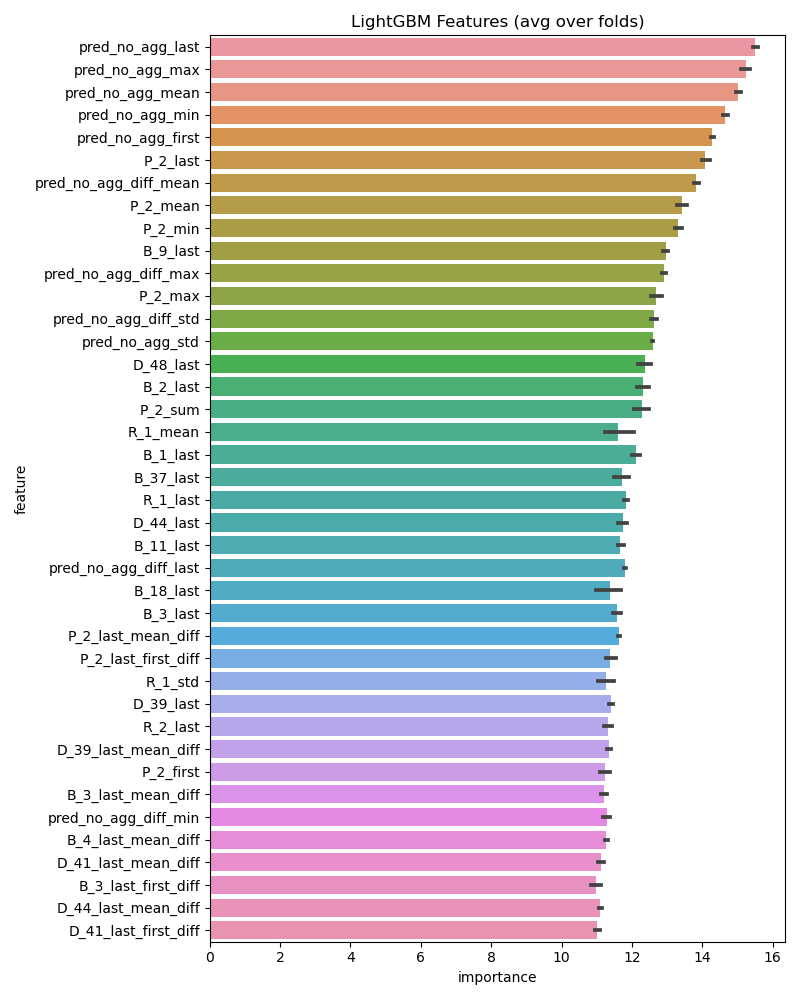 LightGBM Features (avg over folds)
pred_no_agg_last
pred_no_agg_max
pred_no_agg_mean
pred_no_agg_min
pred_no_agg_first
P_2_last
pred_no_agg_diff_mean
P_2_mean
P_2_min
B_9_last
pred_no_agg_diff_max
P_2_max
pred_no_agg_diff_std
pred_no_agg_std
D_48_last
B_2_last
P_2_sum
R_1_mean
B_1_last
B_37_last
R_1_last
D_44_last
B_11_last
pred_no_agg_diff_last
B_18_last
B_3_last
P_2_last_mean_diff
P_2_last_first_diff
R_1_std
D_39_last
R_2_last
D_39_last_mean_diff
P_2_first
B_3_last_mean_diff
pred_no_agg_diff_min
B_4_last_mean_diff
D_41_last_mean_diff
B_3_last_first_diff
D_44_last_mean_diff
D_41_last_first_diff
feature
0 2 4 6 8 10 12 14 16
importance